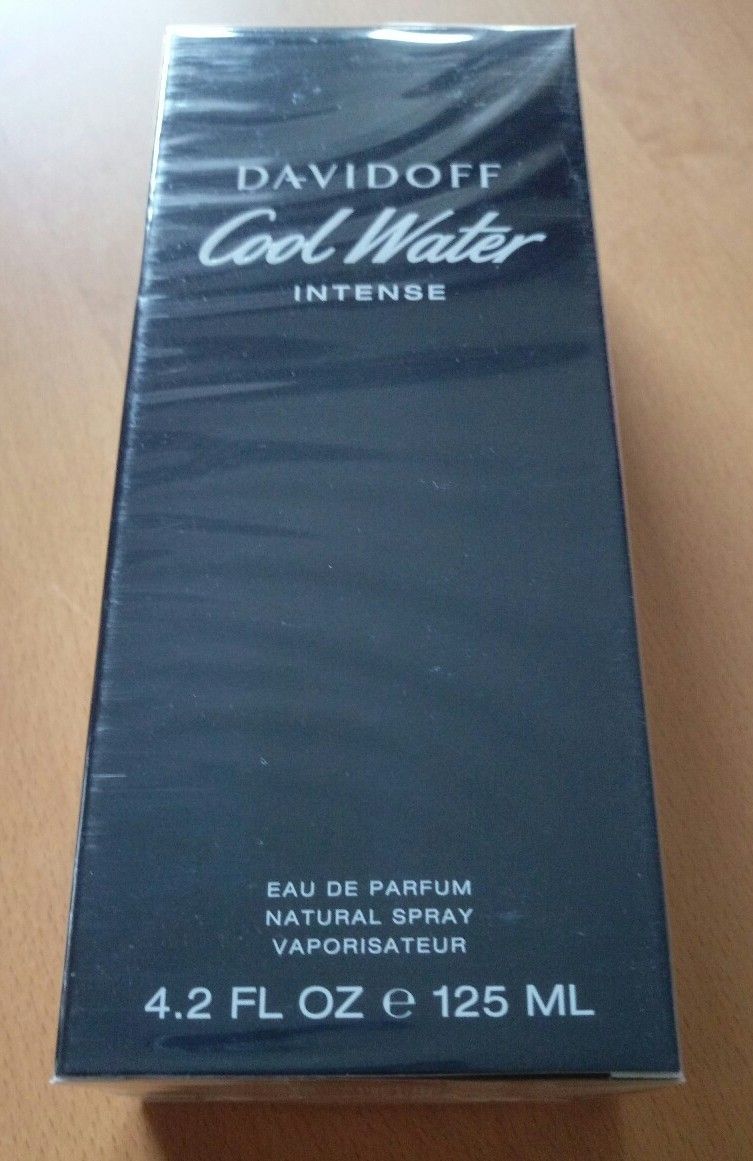 DAVIDOFF
Cool Water
INTENSE
EAU DE PARFUM
NATURAL SPRAY
VAPORISATEUR
4.2 FL OZ ℮ 125 ML